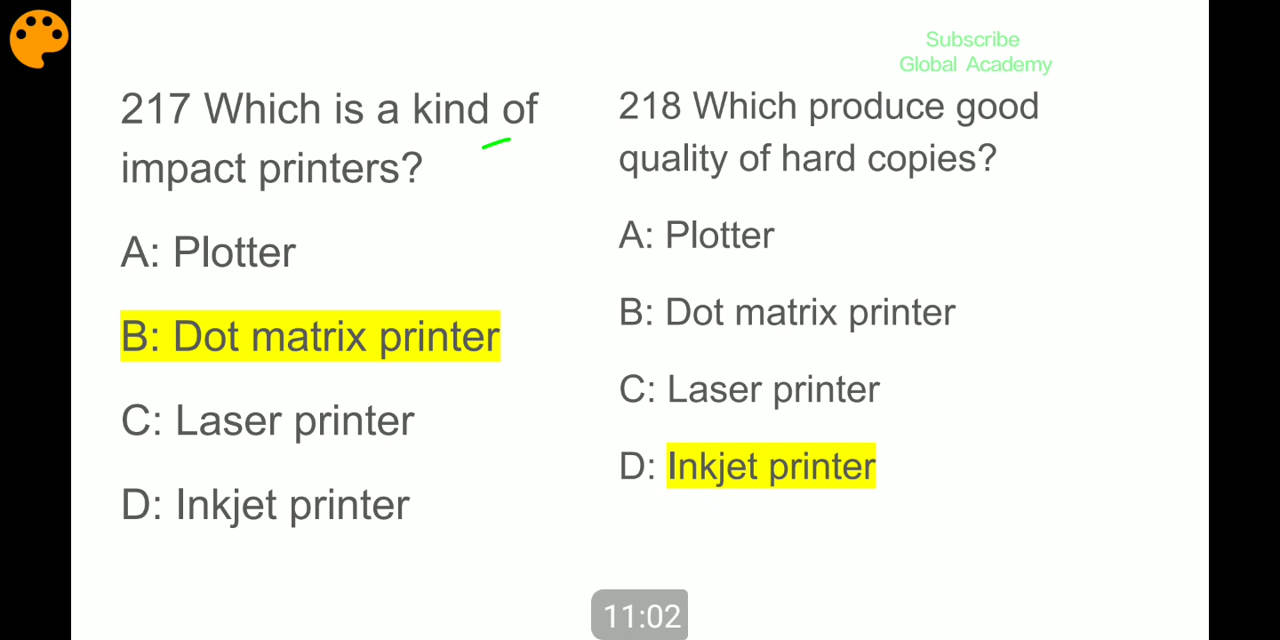 Subscribe
Global Academy
217 Which is a kind of
impact printers?
A: Plotter
B: Dot matrix printer
C: Laser printer
D: Inkjet printer
218 Which produce good
quality of hard copies?
A: Plotter
B: Dot matrix printer
C: Laser printer
D: Inkjet printer
11:02